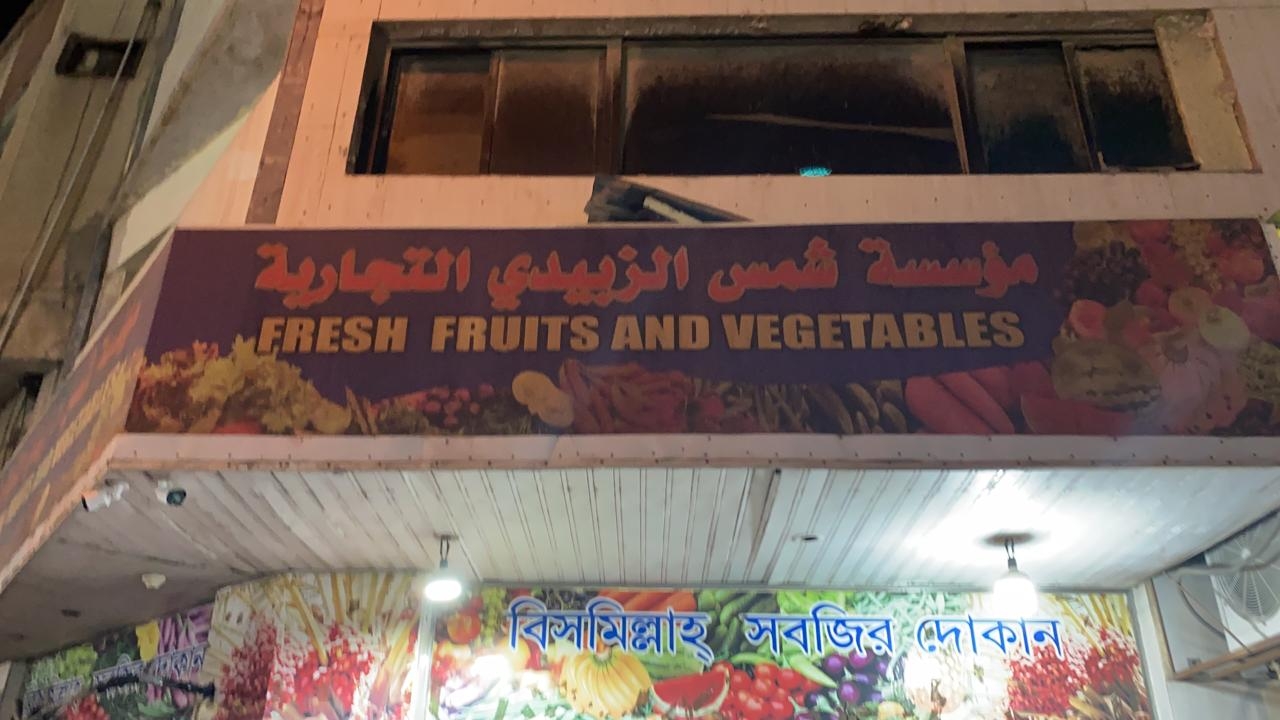 مؤسسة شمس الزبيدي التجارية
FRESH FRUITS AND VEGETABLES
বিসমিল্লাহ্ সবজির দোকান